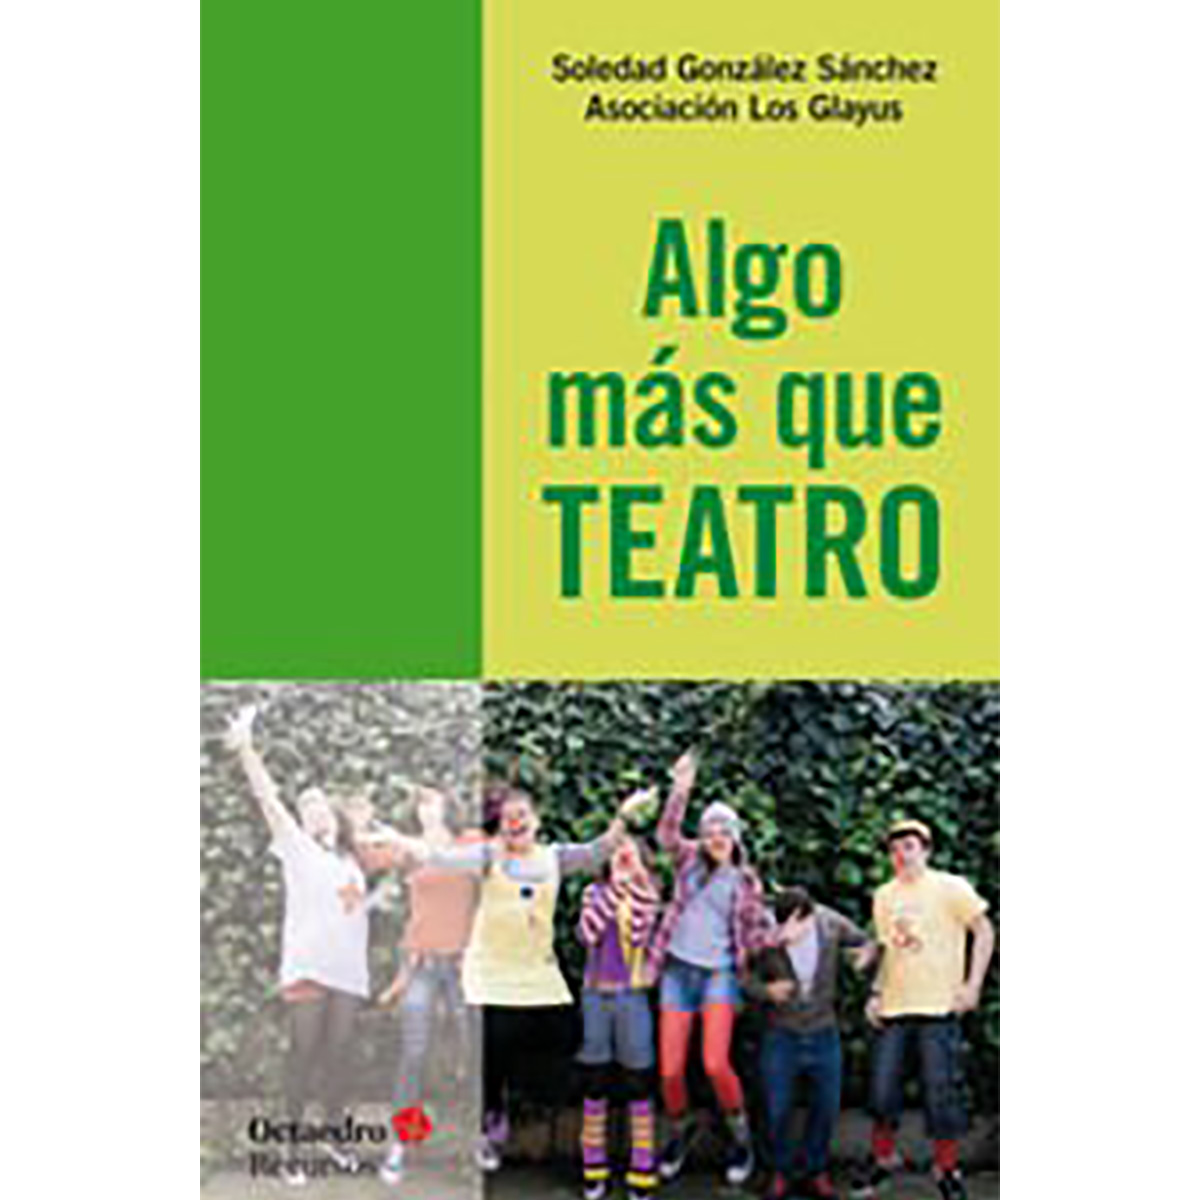 Soledad González Sánchez
Asociación Los Glayus
Algo
más que
TEATRO
Octaedro
Recursos